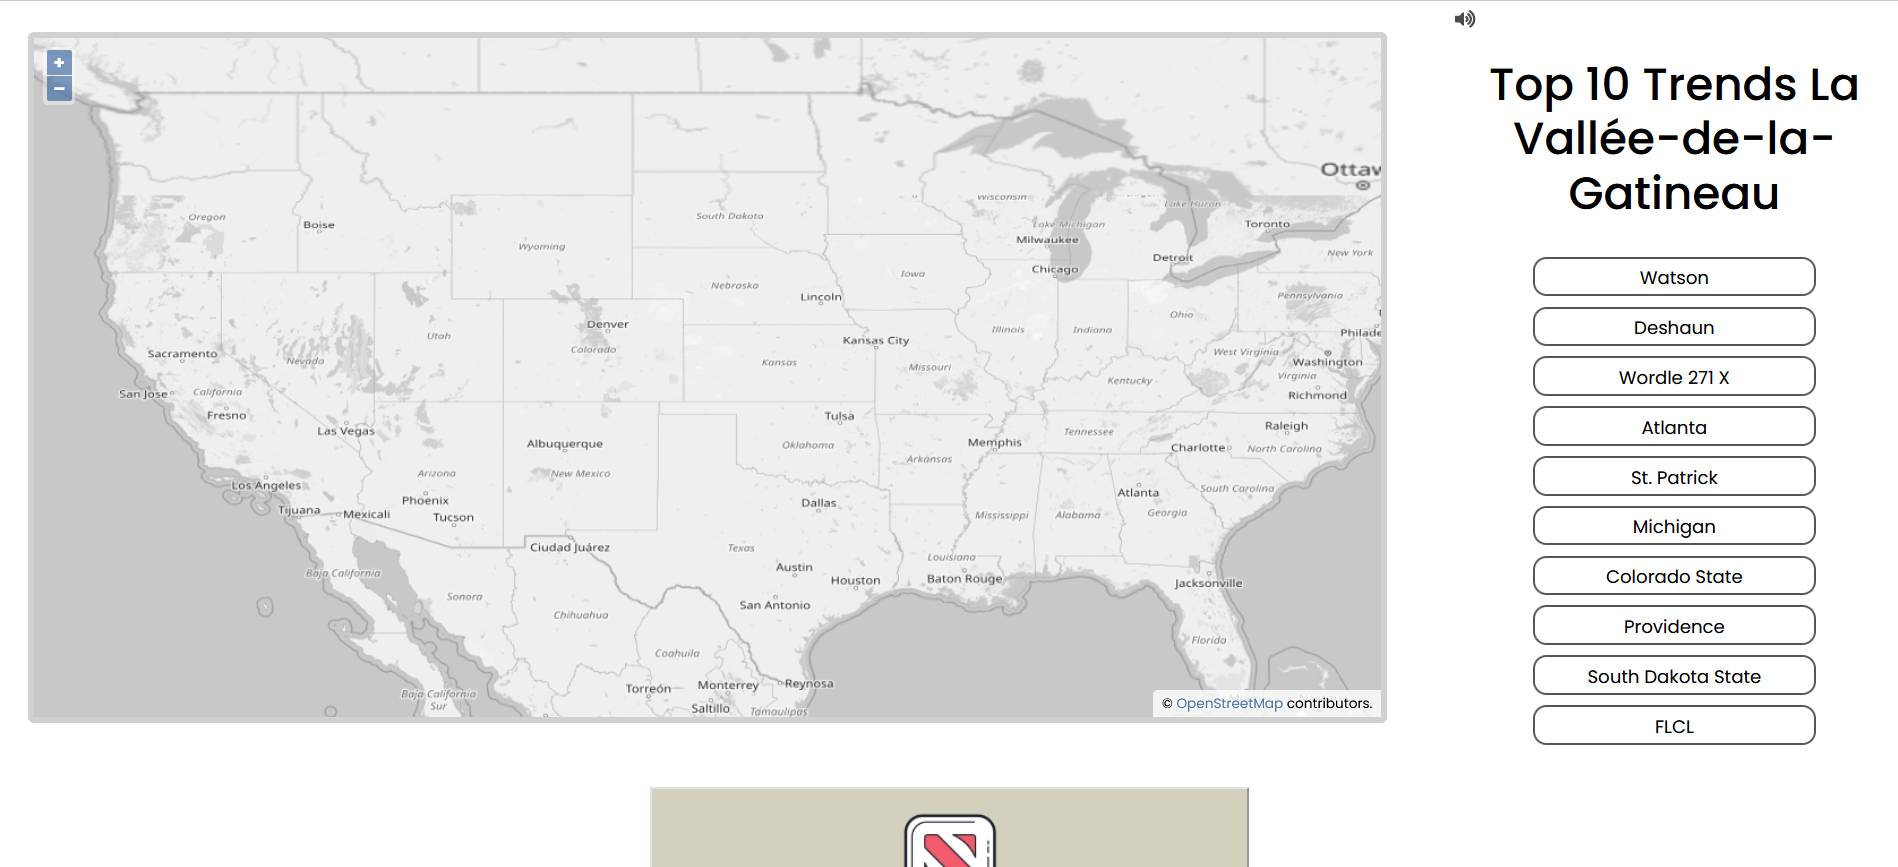 +
−
Ottaw
Oregon
Boise
Wyoming
South Dakota
Wisconsin
Lake Huron
Lake Michigan
Milwaukee
Toronto
New York
Detroit
Chicago
Iowa
Nebraska
Lincoln
Pennsylvania
Ohio
Denver
Utah
Colorado
Illinois
Indiana
Philade
Kansas City
Sacramento
Nevada
Kansas
Missouri
West Virginia
Washington
Virginia
Kentucky
San Jose
California
Richmond
Fresno
Las Vegas
Tulsa
Raleigh
Albuquerque
Oklahoma
Memphis
Tennessee
Charlotte
North Carolina
Arizona
New Mexico
Arkansas
Los Angeles
Phoenix
Atlanta
South Carolina
Dallas
Tijuana
Mexicali
Tucson
Mississippi
Alabama
Georgia
Ciudad Juárez
Texas
Louisiana
Baja California
Austin
Houston
Baton Rouge
Jacksonville
Sonora
San Antonio
Chihuahua
Florida
Coahuila
Torreón
Monterrey
Reynosa
Baja California
Sur
Saltillo
Tamaulipas
© OpenStreetMap contributors.
Top 10 Trends La
Vallée-de-la-
Gatineau
Watson
Deshaun
Wordle 271 X
Atlanta
St. Patrick
Michigan
Colorado State
Providence
South Dakota State
FLCL